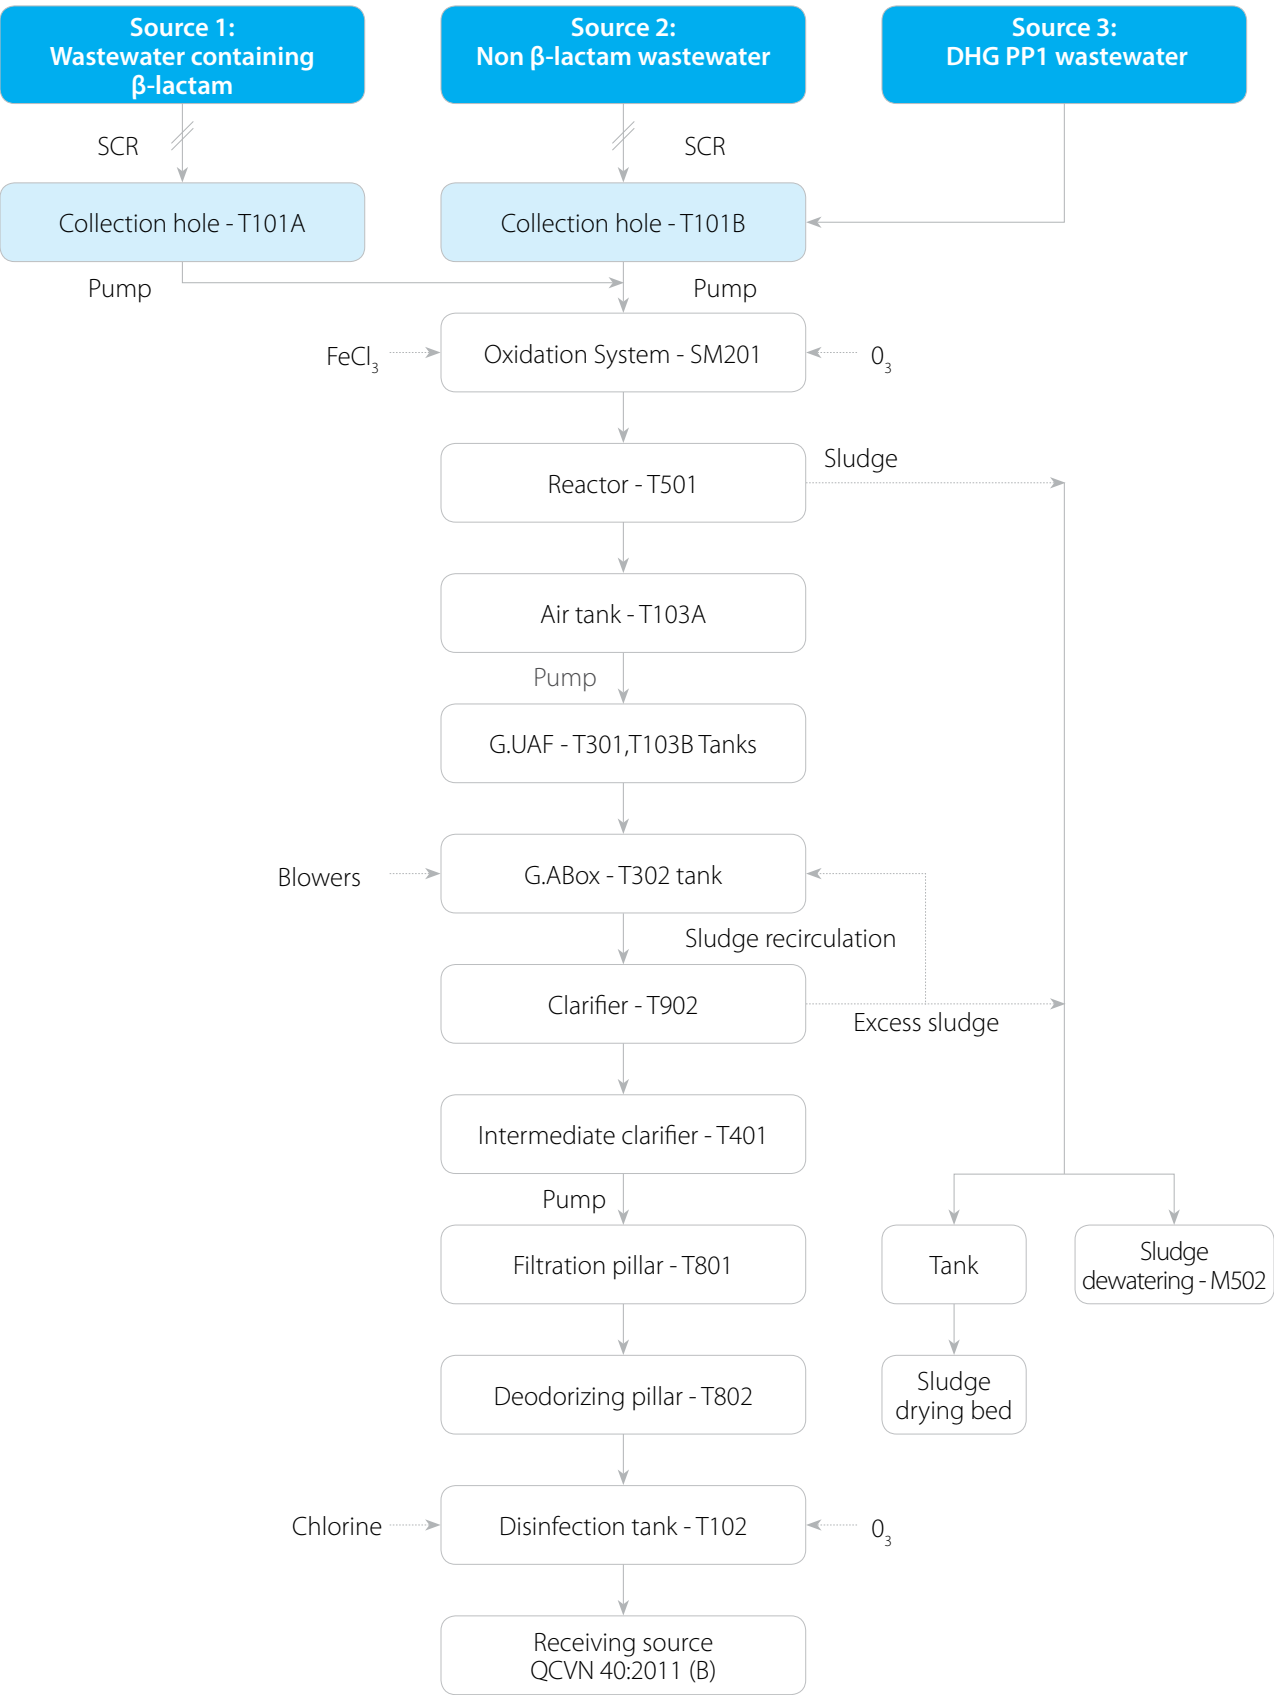 Source 1:
Wastewater containing
β-lactam
Source 2:
Non β-lactam wastewater
Source 3:
DHG PP1 wastewater
SCR
SCR
Collection hole - T101A
Collection hole - T101B
Pump
Pump
FeCl₃
Oxidation System - SM201
0₃
Reactor - T501
Sludge
Air tank - T103A
Pump
G.UAF - T301,T103B Tanks
Blowers
G.ABox - T302 tank
Sludge recirculation
Clarifier - T902
Excess sludge
Intermediate clarifier - T401
Pump
Filtration pillar - T801
Tank
Sludge
dewatering - M502
Deodorizing pillar - T802
Sludge
drying bed
Chlorine
Disinfection tank - T102
0₃
Receiving source
QCVN 40:2011 (B)